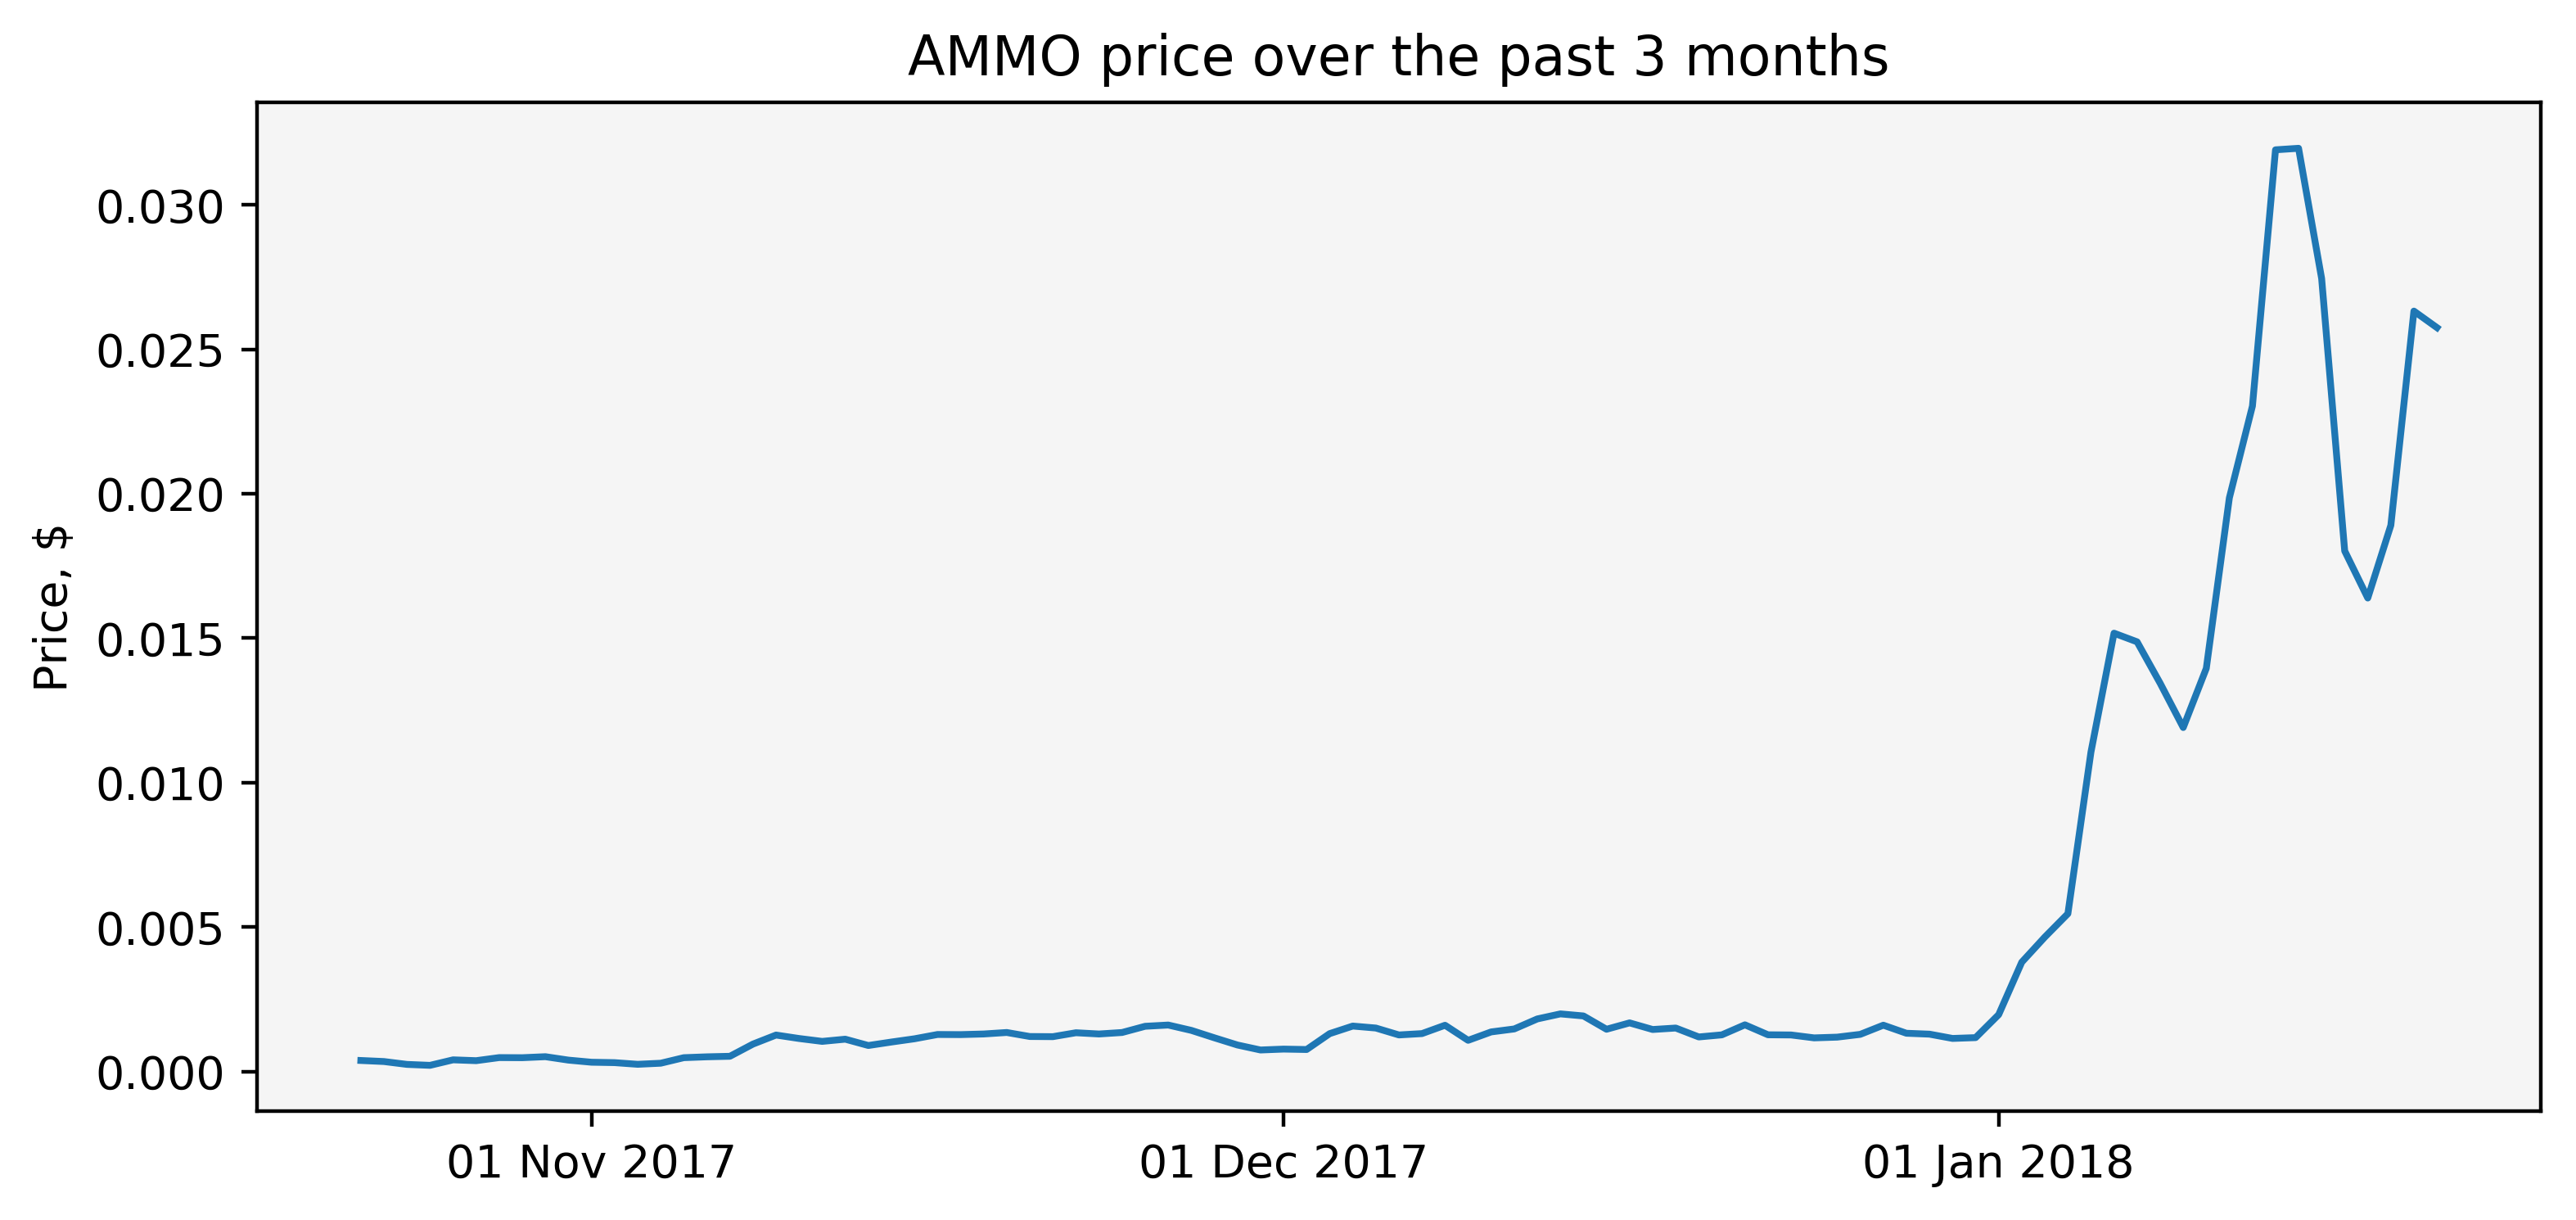 AMMO price over the past 3 months
Price, $
0.030
0.025
0.020
0.015
0.010
0.005
0.000
01 Nov 2017
01 Dec 2017
01 Jan 2018